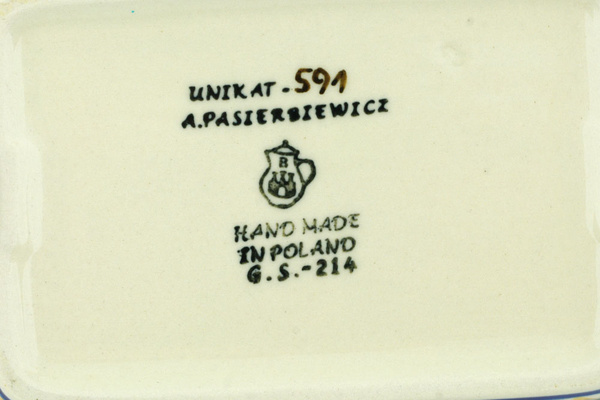 UNIKAT - 591
A.PASIERBIEWICZ
B
HAND MADE
IN POLAND
G.S.-214